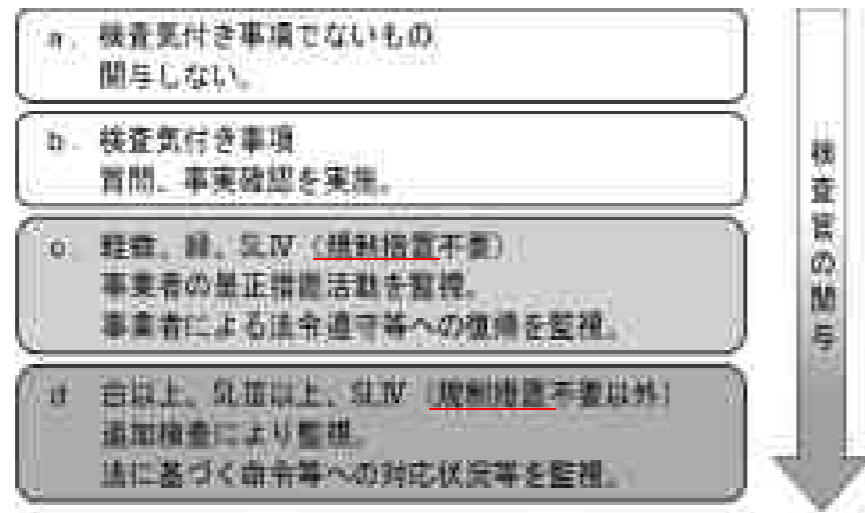 a. 検査気付き事項でないもの
関与しない。
b. 検査気付き事項
質問、事実確認を実施。
c. 軽微、緑、SLⅣ（規制措置不要）
事業者の是正措置活動を監視。
事業者による法令遵守等への復帰を監視。
d 白以上、SLⅢ以上、SLⅣ（規制措置不要以外）
追加検査により監視。
法に基づく命令等への対応状況等を監視。
検査官の関与